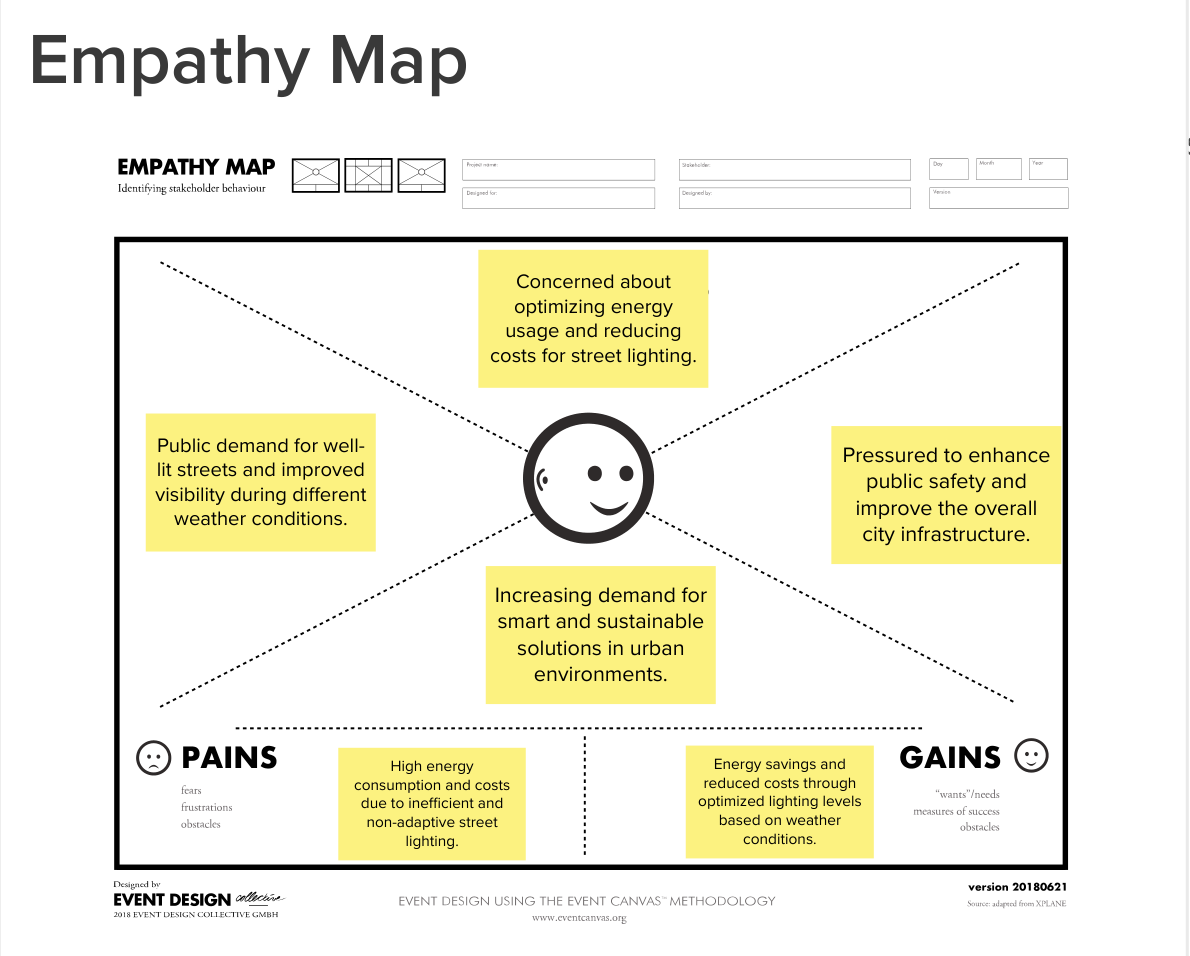 Empathy Map
EMPATHY MAP
Identifying stakeholder behaviour
Project name:
Stakeholder:
Day
Month
Year
Designed for:
Designed by:
Version
Concerned about
optimizing energy
usage and reducing
costs for street lighting.
Public demand for well-
lit streets and improved
visibility during different
weather conditions.
Pressured to enhance
public safety and
improve the overall
city infrastructure.
Increasing demand for
smart and sustainable
solutions in urban
environments.
PAINS
fears
frustrations
obstacles
High energy
consumption and costs
due to inefficient and
non-adaptive street
lighting.
Energy savings and
reduced costs through
optimized lighting levels
based on weather
conditions.
GAINS
“wants”/needs
measures of success
obstacles
Designed by
EVENT DESIGN collective
2018 EVENT DESIGN COLLECTIVE GMBH
EVENT DESIGN USING THE EVENT CANVAS™ METHODOLOGY
www.eventcanvas.org
version 20180621
Source: adapted from XPLANE